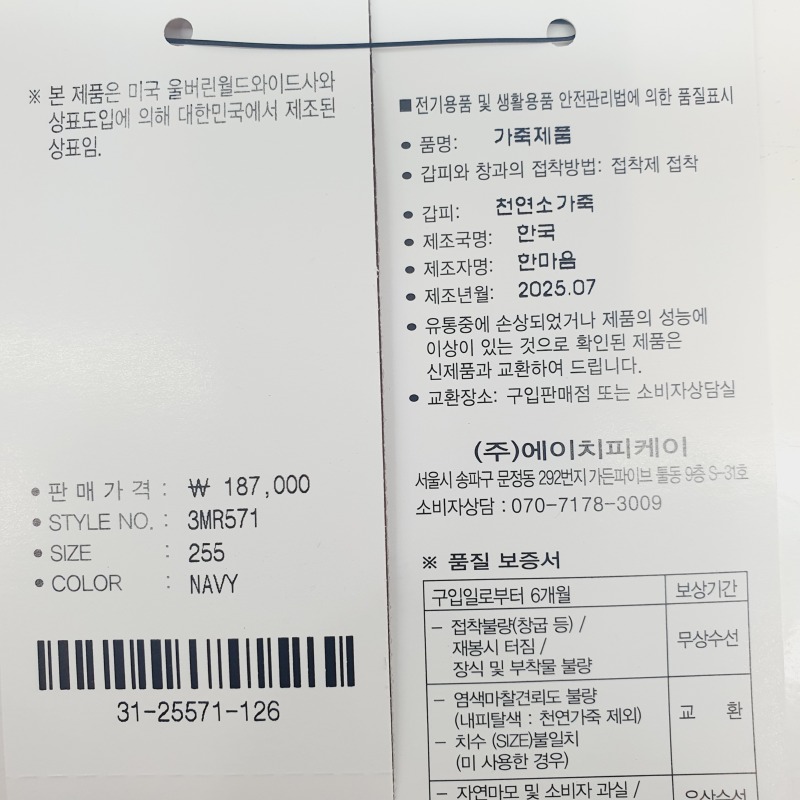 ※ 본 제품은 미국 울버린월드와이드사와
상표도입에 의해 대한민국에서 제조된
상표임.
• 판 매 가 격 : ₩ 187,000
• STYLE NO. : 3MR571
• SIZE : 255
• COLOR : NAVY
31-25571-126
■ 전기용품 및 생활용품 안전관리법에 의한 품질표시
• 품명: 가죽제품
• 갑피와 창과의 접착방법: 접착제 접착
• 갑피: 천연소가죽
• 제조국명: 한국
• 제조자명: 한마음
• 제조년월: 2025.07
• 유통중에 손상되었거나 제품의 성능에
이상이 있는 것으로 확인된 제품은
신제품과 교환하여 드립니다.
• 교환장소: 구입판매점 또는 소비자상담실
(주)에이치피케이
서울시 송파구 문정동 292번지 가든파이브 툴동 9층 S-31호
소비자상담 : 070-7178-3009
※ 품질 보증서
구입일로부터 6개월 보상기간
- 접착불량(창굽 등) /
재봉시 터짐 /
장식 및 부착물 불량
무상수선
- 염색마찰견뢰도 불량
(내피탈색 : 천연가죽 제외)
- 치수 (SIZE)불일치
(미 사용한 경우)
교 환
- 자연마모 및 소비자 과실 /
유상수선